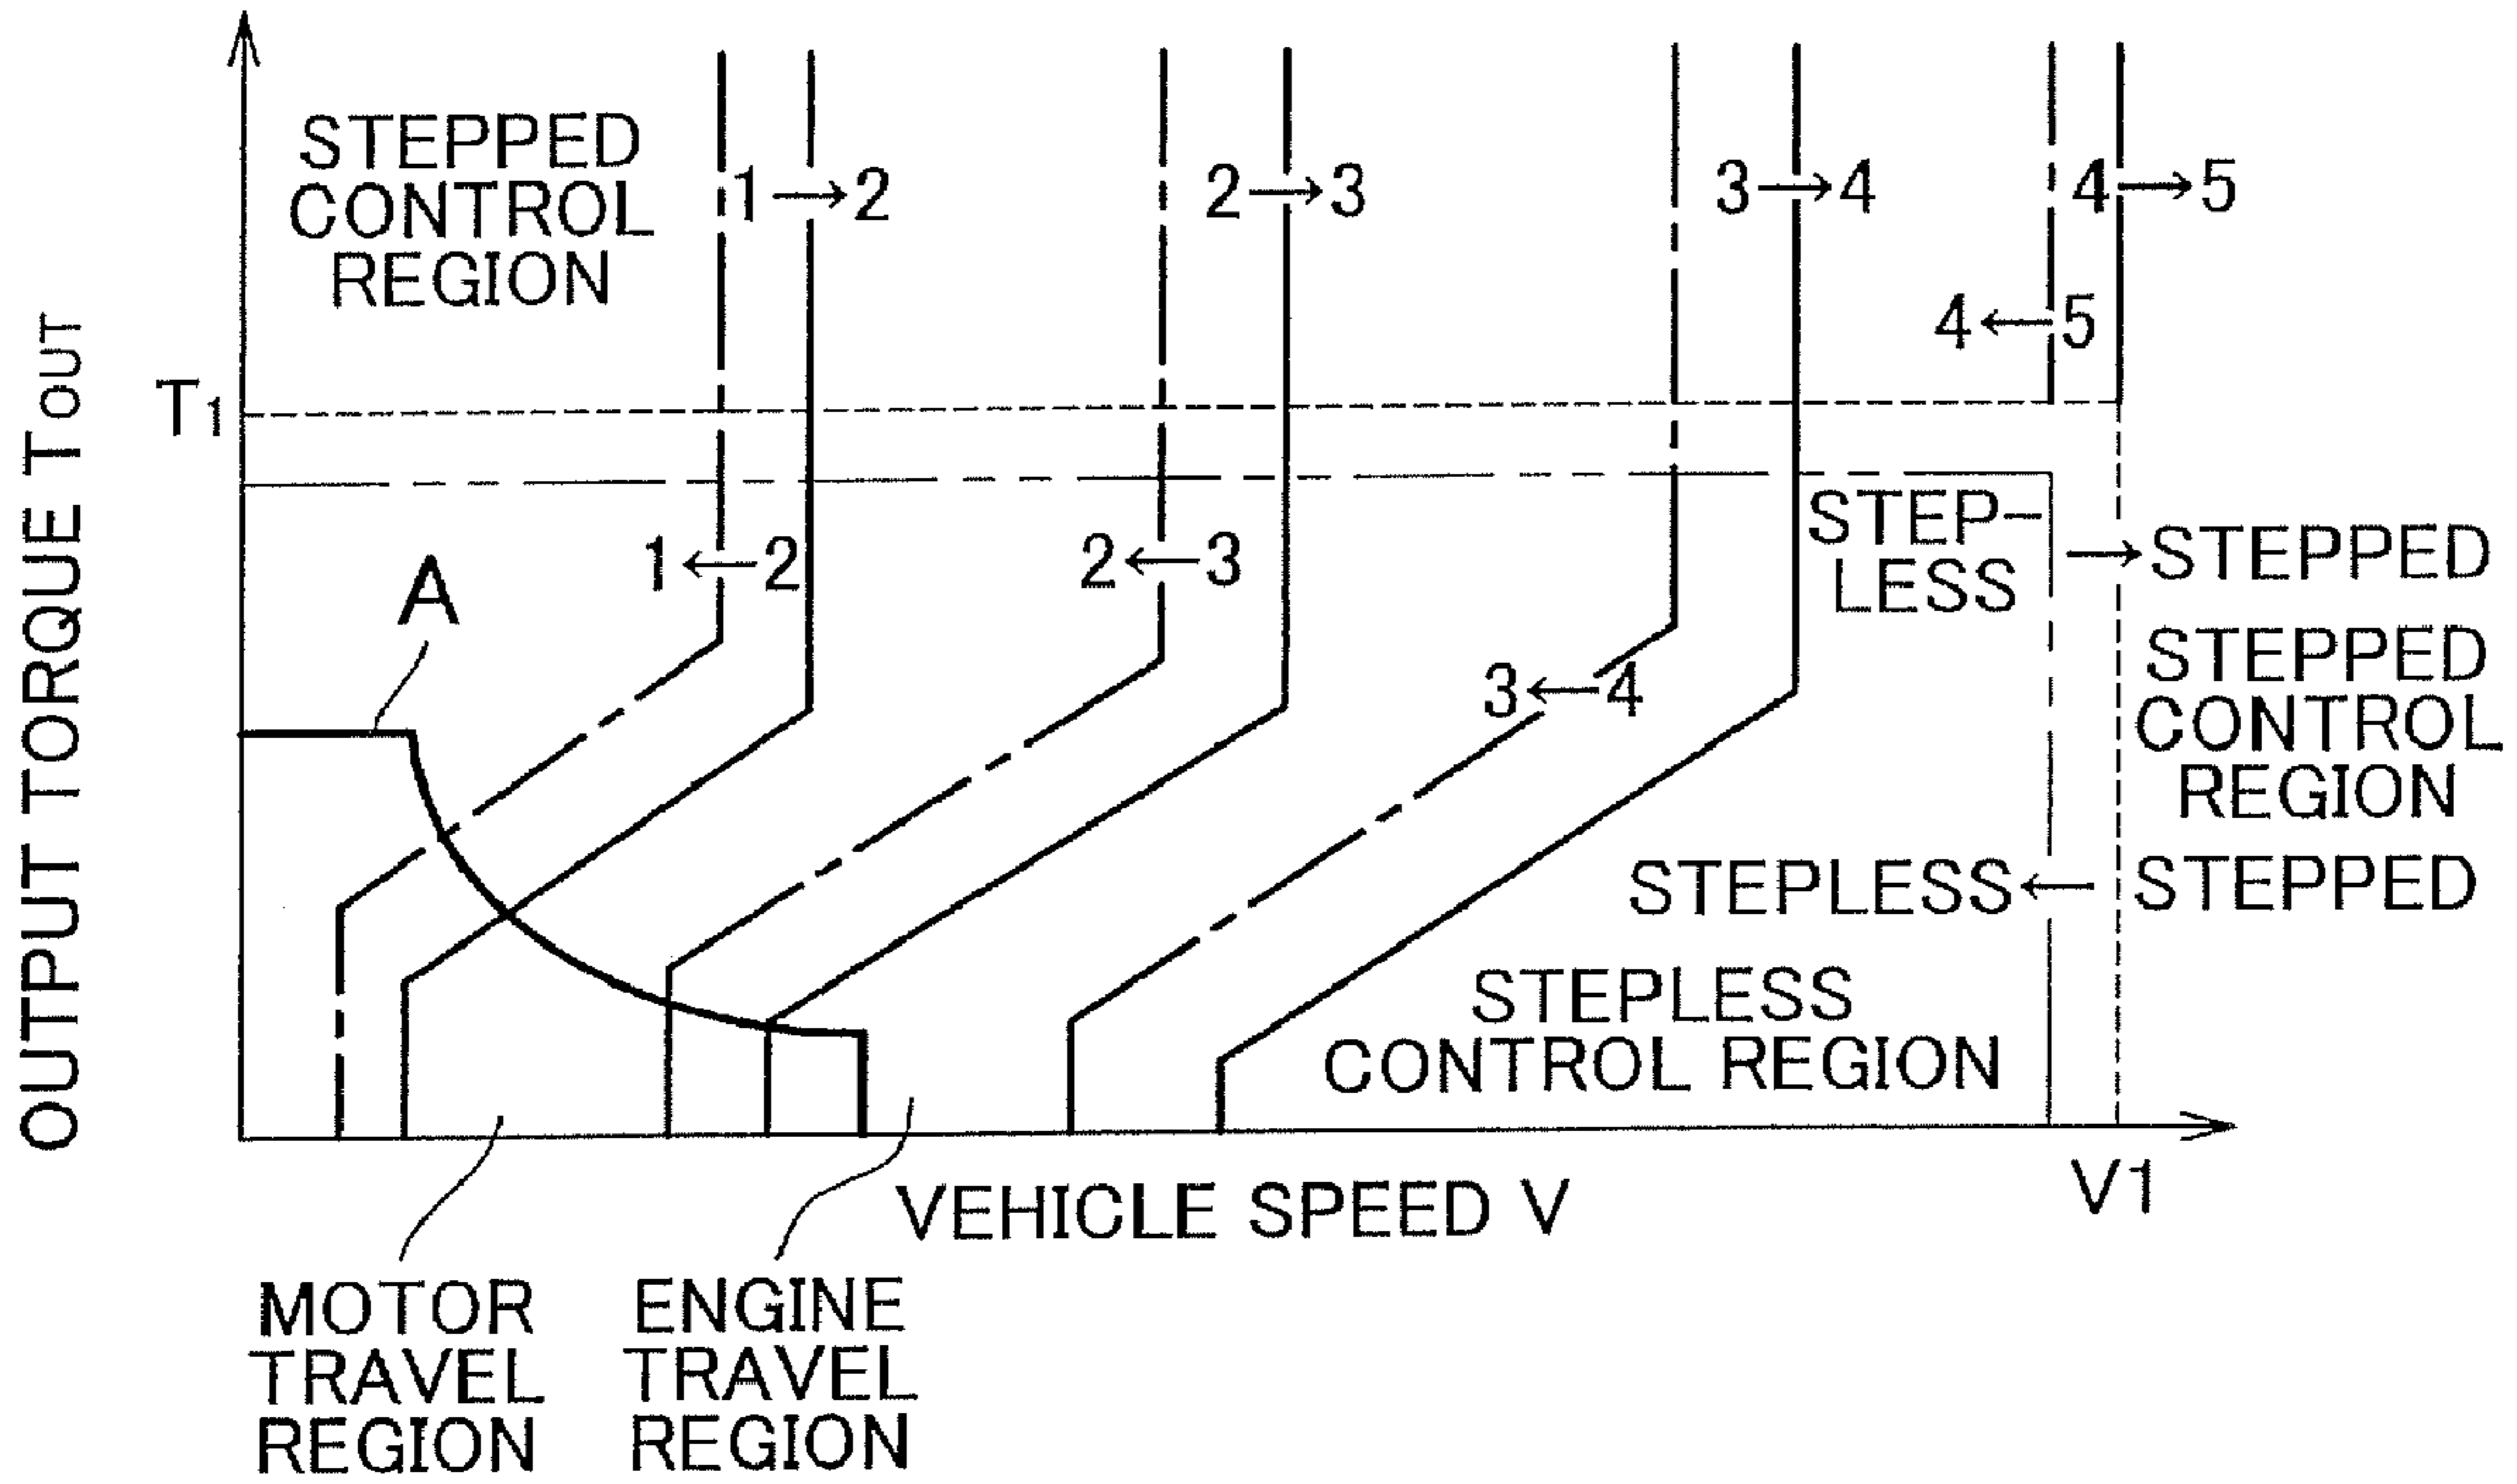 STEPPED
CONTROL
REGION
1→2
2→3
3→4
4→5
4←5
OUTPUT TORQUE TOUT
T1
1←2
2←3
3←4
A
STEP-
LESS
→STEPPED
STEPPED
CONTROL
REGION
STEPLESS← STEPPED
STEPLESS
CONTROL REGION
VEHICLE SPEED V
V1
MOTOR
TRAVEL
REGION
ENGINE
TRAVEL
REGION